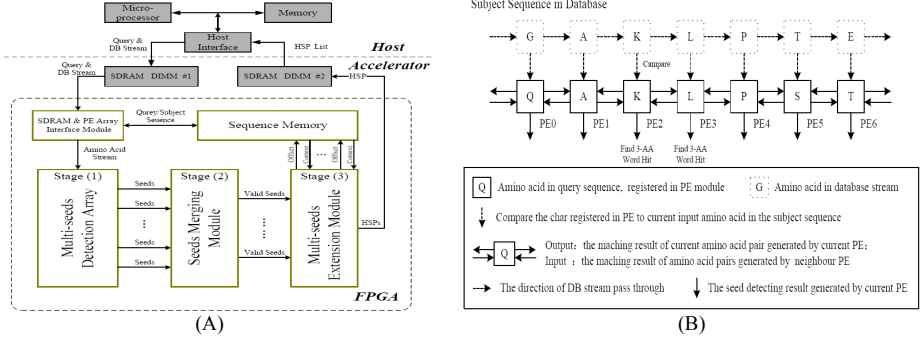 Micro-
processor
Memory
Host
Interface
Query &
DB Stream
HSP List
Host
Accelerator
Query &
DB Stream
SDRAM DIMM #1
SDRAM DIMM #2
HSP
SDRAM & PE Array
Interface Module
Qurey/Subject
Seuence
Sequence Memory
Amino Acid
Stream
Offset
Context
...
Offset
Context
Stage (1)
Multi-seeds
Detection Array
Seeds
Seeds
...
Seeds
Seeds
Stage (2)
Seeds Merging
Module
Valid Seeds
......
Valid Seeds
Stage (3)
Multi-seeds
Extension Module
HSPs
FPGA
(A)
Subject Sequence in Database
G A K L P T E
Campare
Q A K L P S T
PE0 PE1 PE2 PE3 PE4 PE5 PE6
Find 3-AA
Word Hit
Find 3-AA
Word Hit
Q Amino acid in query sequence, registered in PE module
G Amino acid in database stream
Compare the char registered in PE to current input amino acid in the subject sequence
Q
Output: the maching result of current amino acid pair generated by current PE;
Input : the maching result of amino acid pairs generated by neighbour PE
The direction of DB stream pass through
The seed detecting result generated by current PE
(B)